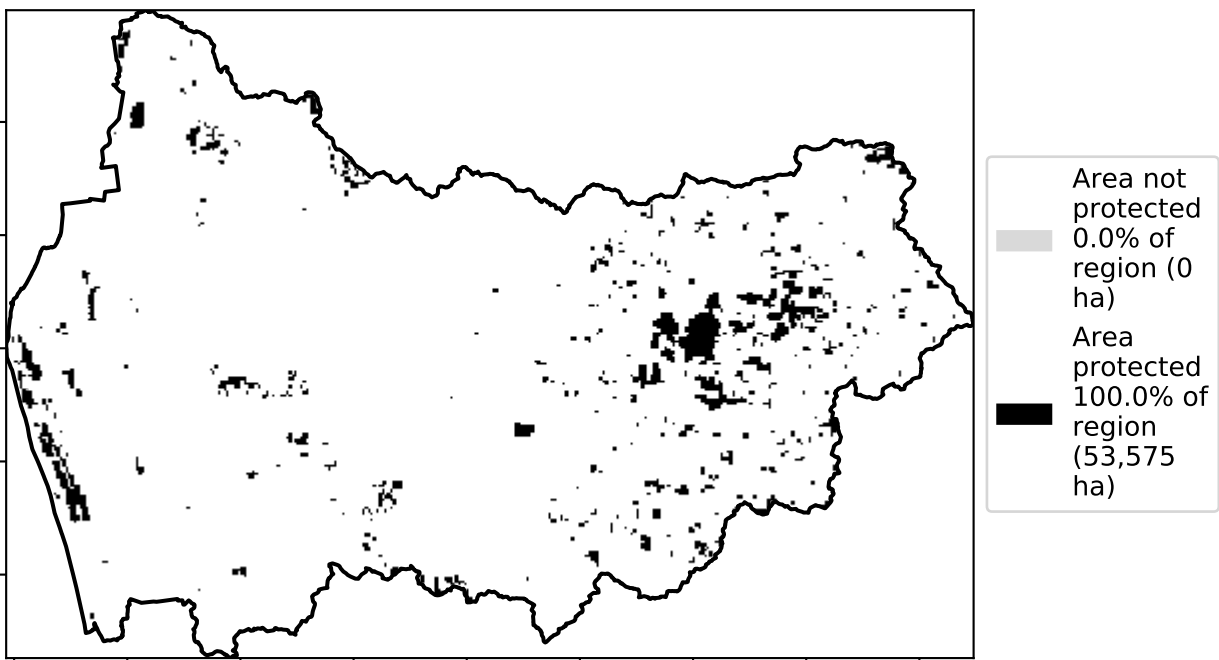 Area not
protected
0.0% of
region (0
ha)
Area
protected
100.0% of
region
(53,575
ha)